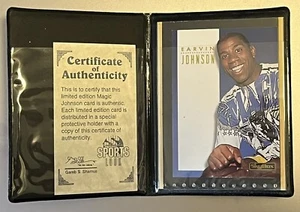 Certificate
of
Authenticity
This is to certify that this
limited edition Magic
Johnson card is authentic.
Each limited edition card is
distributed in a special
protective holder with a
copy of this certificate of
authenticity.
SPORTS
LOOK
EARVIN
JOHNSON